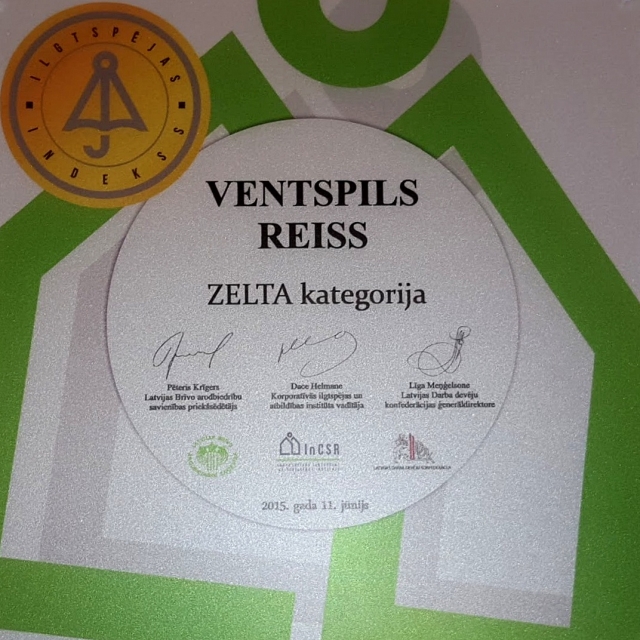 ILGTSPĒJAS
INDEKSS
VENTSPILS
REISS
ZELTA kategorija
Pēteris Krīgers
Latvijas Brīvo arodbiedrību
savienības priekšsēdētājs
Dace Helmane
Korporatīvās ilgtspējas un
atbildības institūta vadītāja
Līga Meņģelsone
Latvijas Darba devēju
konfederācijas ģenerāldirektore
InCSR
2015. gada 11. jūnijs